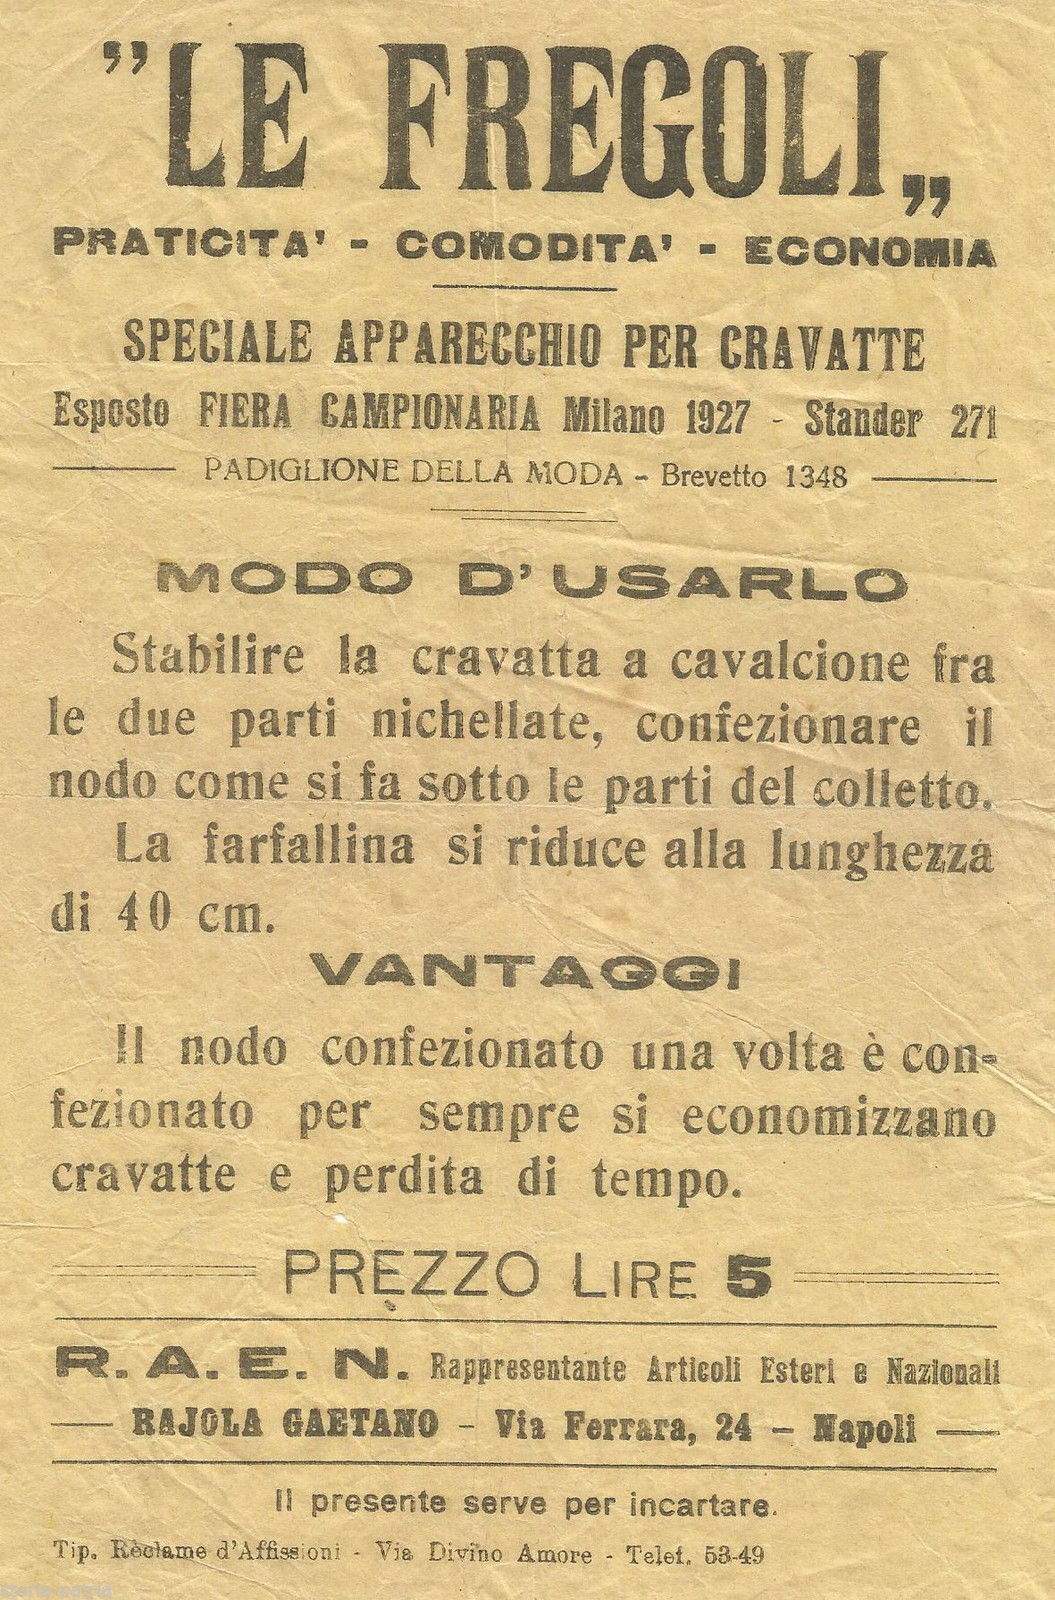 "LE FREGOLI„
PRATICITA' - COMODITA' - ECONOMIA
SPECIALE APPARECCHIO PER CRAVATTE
Esposto FIERA CAMPIONARIA Milano 1927 - Stander 271
PADIGLIONE DELLA MODA - Brevetto 1348
MODO D'USARLO
Stabilire la cravatta a cavalcione fra
le due parti nichellate, confezionare il
nodo come si fa sotto le parti del colletto.
La farfallina si riduce alla lunghezza
di 40 cm.
VANTAGGI
Il nodo confezionato una volta è con-
fezionato per sempre si economizzano
cravatte e perdita di tempo.
PREZZO LIRE 5
R. A. E. N. Rappresentante Articoli Esteri e Nazionali
RAJOLA GAETANO - Via Ferrara, 24 - Napoli
Il presente serve per incartare.
Tip. Rèclame d'Affissioni - Via Divino Amore - Telef. 53-49